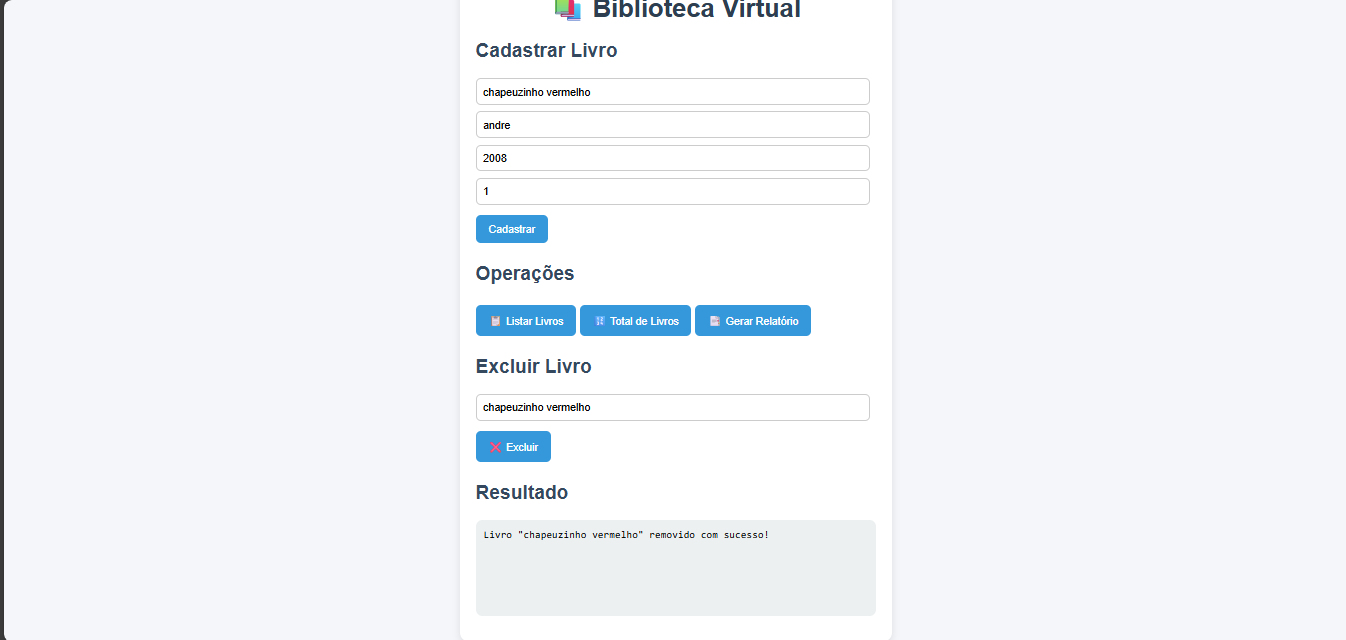 Biblioteca Virtual
Cadastrar Livro
chapeuzinho vermelho
andre
2008
1
Cadastrar
Operações
Listar Livros Total de Livros Gerar Relatório
Excluir Livro
chapeuzinho vermelho
Excluir
Resultado
Livro "chapeuzinho vermelho" removido com sucesso!